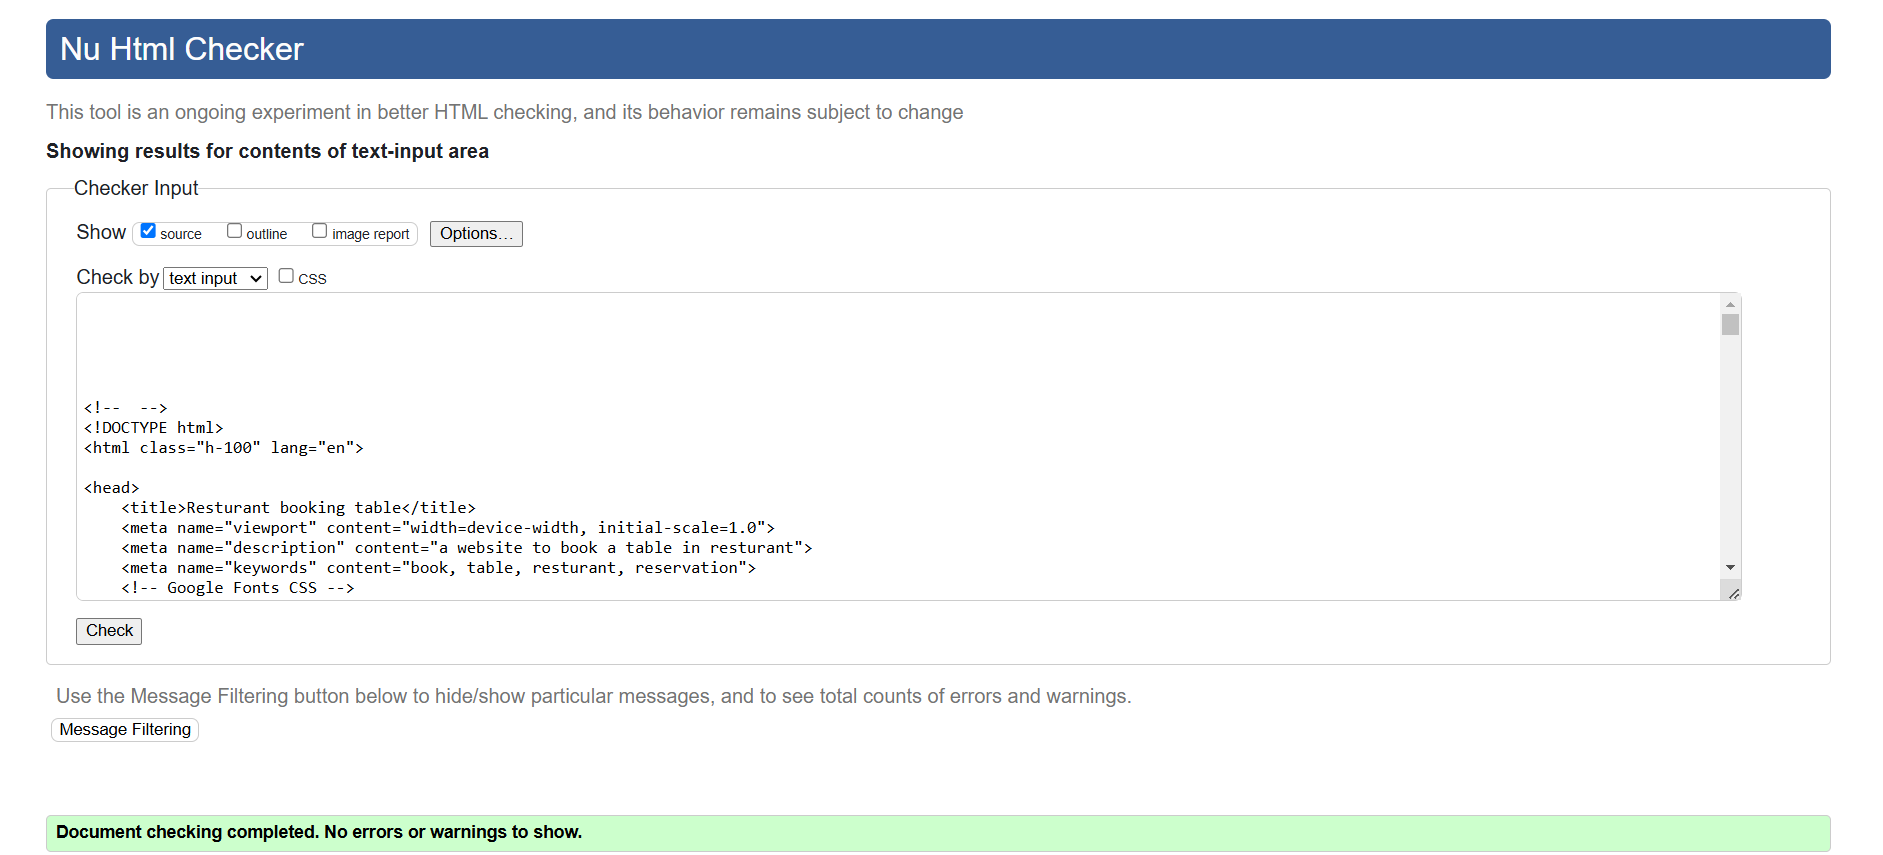 Nu Html Checker
This tool is an ongoing experiment in better HTML checking, and its behavior remains subject to change
Showing results for contents of text-input area
Checker Input
Show source outline image report Options...
Check by text input CSS
<!--  -->
<!DOCTYPE html>
<html class="h-100" lang="en">
<head>
    <title>Resturant booking table</title>
    <meta name="viewport" content="width=device-width, initial-scale=1.0">
    <meta name="description" content="a website to book a table in resturant">
    <meta name="keywords" content="book, table, resturant, reservation">
    <!-- Google Fonts CSS -->
Check
Use the Message Filtering button below to hide/show particular messages, and to see total counts of errors and warnings.
Message Filtering
Document checking completed. No errors or warnings to show.